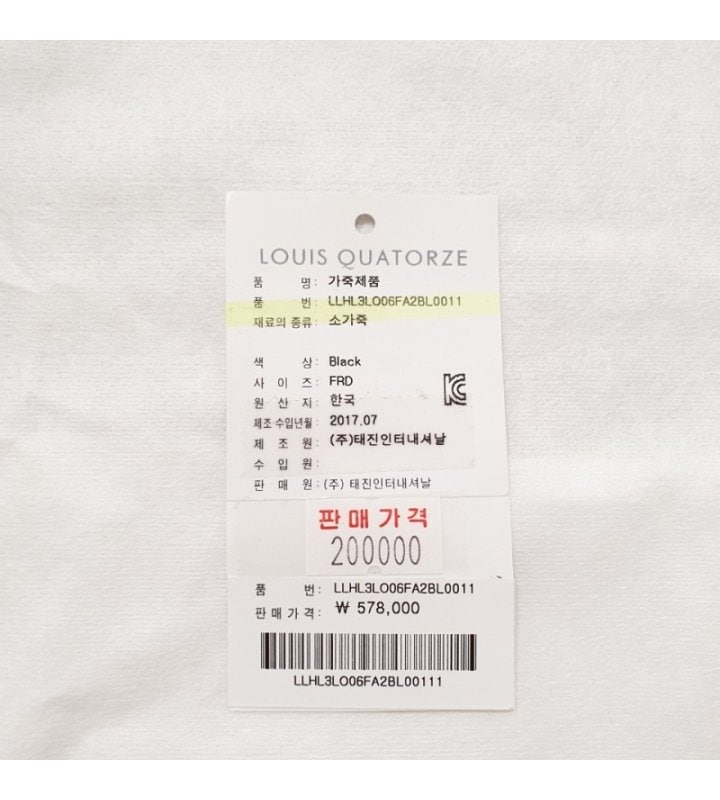 LOUIS QUATORZE
품 명: 가죽제품
품 번: LLHL3LO06FA2BL0011
재료의 종류: 소가죽
색 상: Black
사 이 즈: FRD
원 산 지: 한국
제조·수입년월: 2017.07
제 조 원: (주)태진인터내셔날
수 입 원:
판 매 원: (주) 태진인터내셔날
판매가격
200000
품 번: LLHL3LO06FA2BL0011
판 매 가 격: ₩ 578,000
LLHL3LO06FA2BL00111